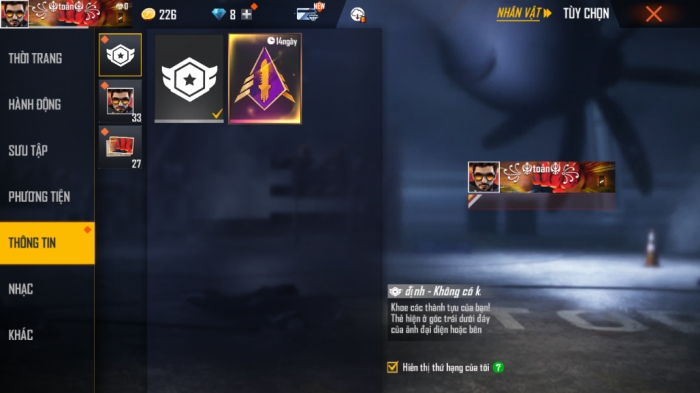 toàn
0
226
8
NEW
NHÂN VẬT
TÙY CHỌN
THỜI TRANG
HÀNH ĐỘNG
SƯU TẬP
PHƯƠNG TIỆN
THÔNG TIN
NHẠC
KHÁC
33
27
14ngày
toàn
định - Không có k
Khoe các thành tựu của bạn!
Thể hiện ở góc trái dưới đáy
của ảnh đại diện hoặc bên
Hiển thị thứ hạng của tôi ?